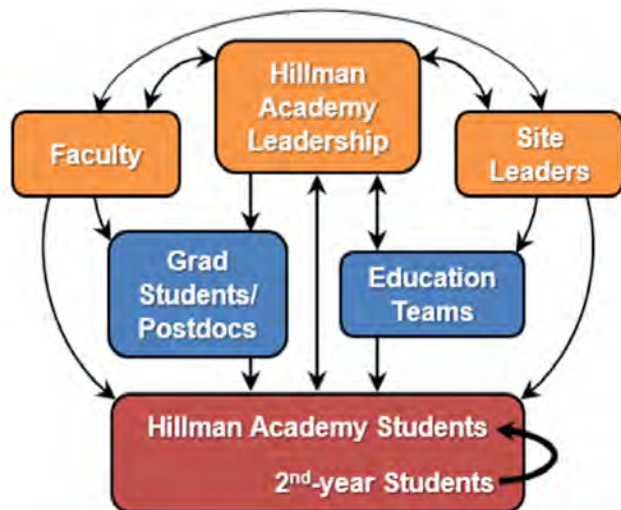 Hillman
Academy
Leadership
Faculty
Site
Leaders
Grad
Students/
Postdocs
Education
Teams
Hillman Academy Students
2nd-year Students